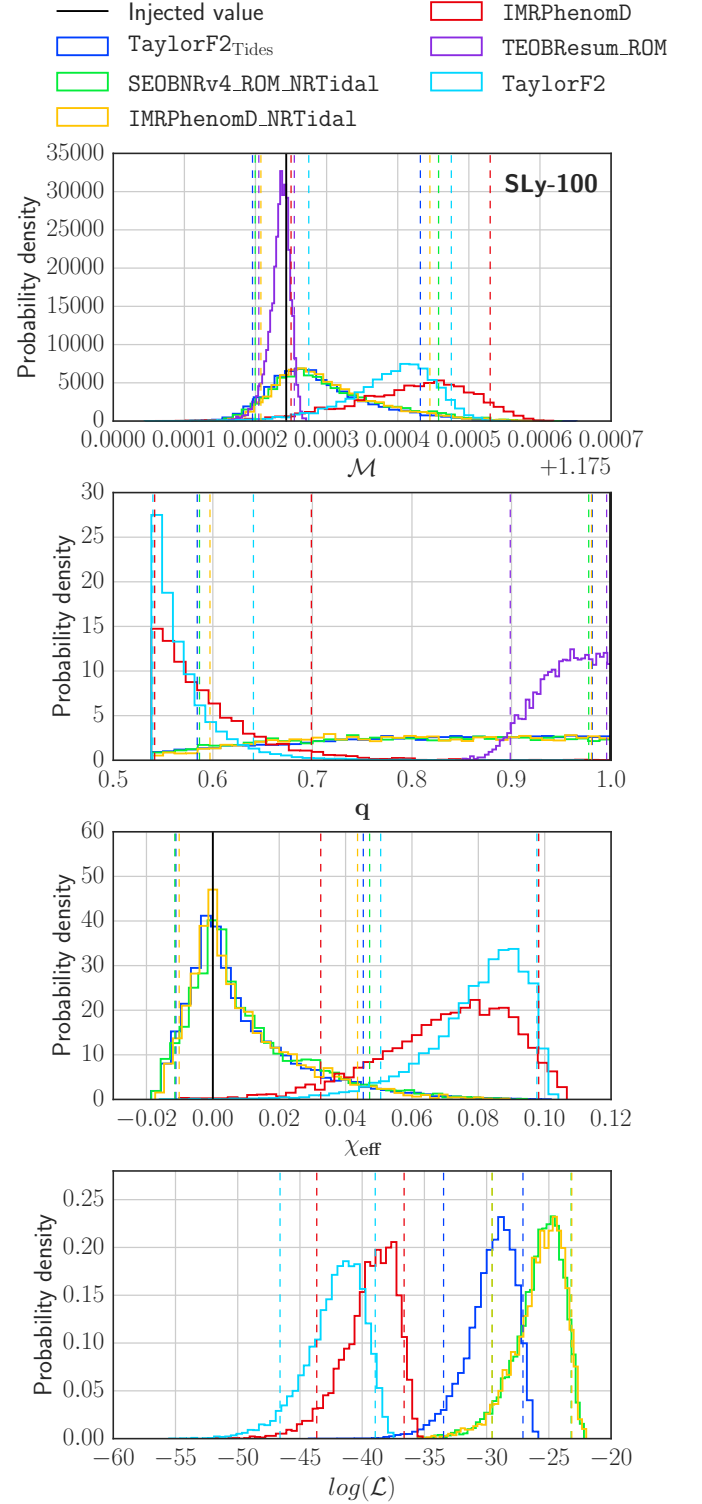 Injected value
IMRPhenomD
TaylorF2Tides
TEOBResum_ROM
SEOBNRv4_ROM_NRTidal
TaylorF2
IMRPhenomD_NRTidal
35000
SLy-100
30000
25000
20000
15000
10000
5000
0
Probability density
0.0000 0.0001 0.0002 0.0003 0.0004 0.0005 0.0006 0.0007
ℳ
+1.175
30
25
20
15
10
5
0
Probability density
0.5 0.6 0.7 0.8 0.9 1.0
q
60
50
40
30
20
10
0
Probability density
−0.02 0.00 0.02 0.04 0.06 0.08 0.10 0.12
χeff
0.25
0.20
0.15
0.10
0.05
0.00
Probability density
−60 −55 −50 −45 −40 −35 −30 −25 −20
log(ℒ)